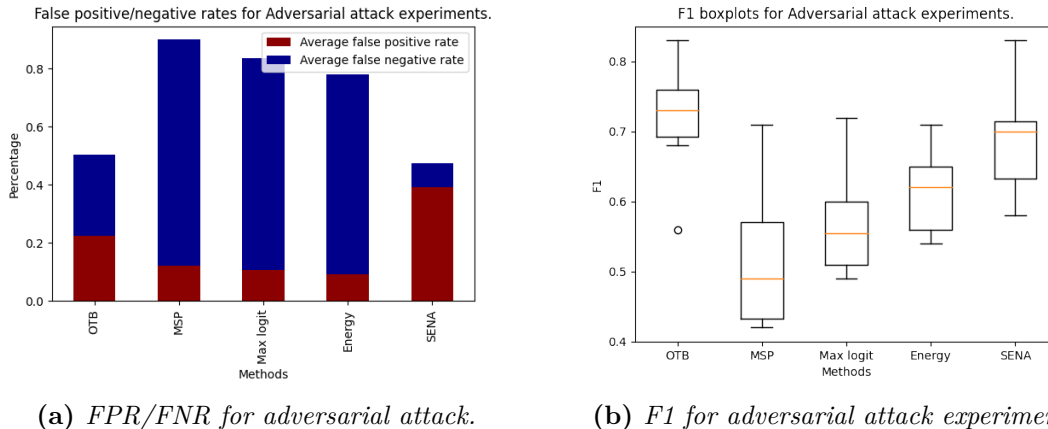 False positive/negative rates for Adversarial attack experiments.
Average false positive rate
Average false negative rate
Percentage
0.8
0.6
0.4
0.2
0.0
OTB
MSP
Max logit
Energy
SENA
Methods
(a) FPR/FNR for adversarial attack.
F1 boxplots for Adversarial attack experiments.
F1
0.8
0.7
0.6
0.5
0.4
OTB MSP Max logit Energy SENA
Methods
(b) F1 for adversarial attack